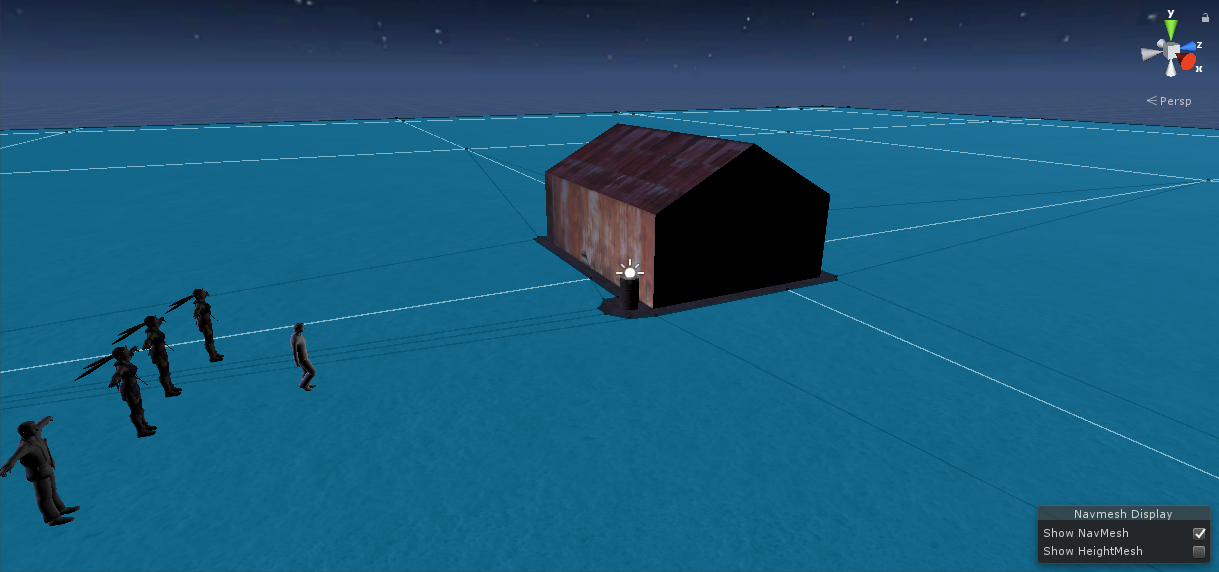 y
z
x
< Persp
Navmesh Display
Show NavMesh
Show HeightMesh